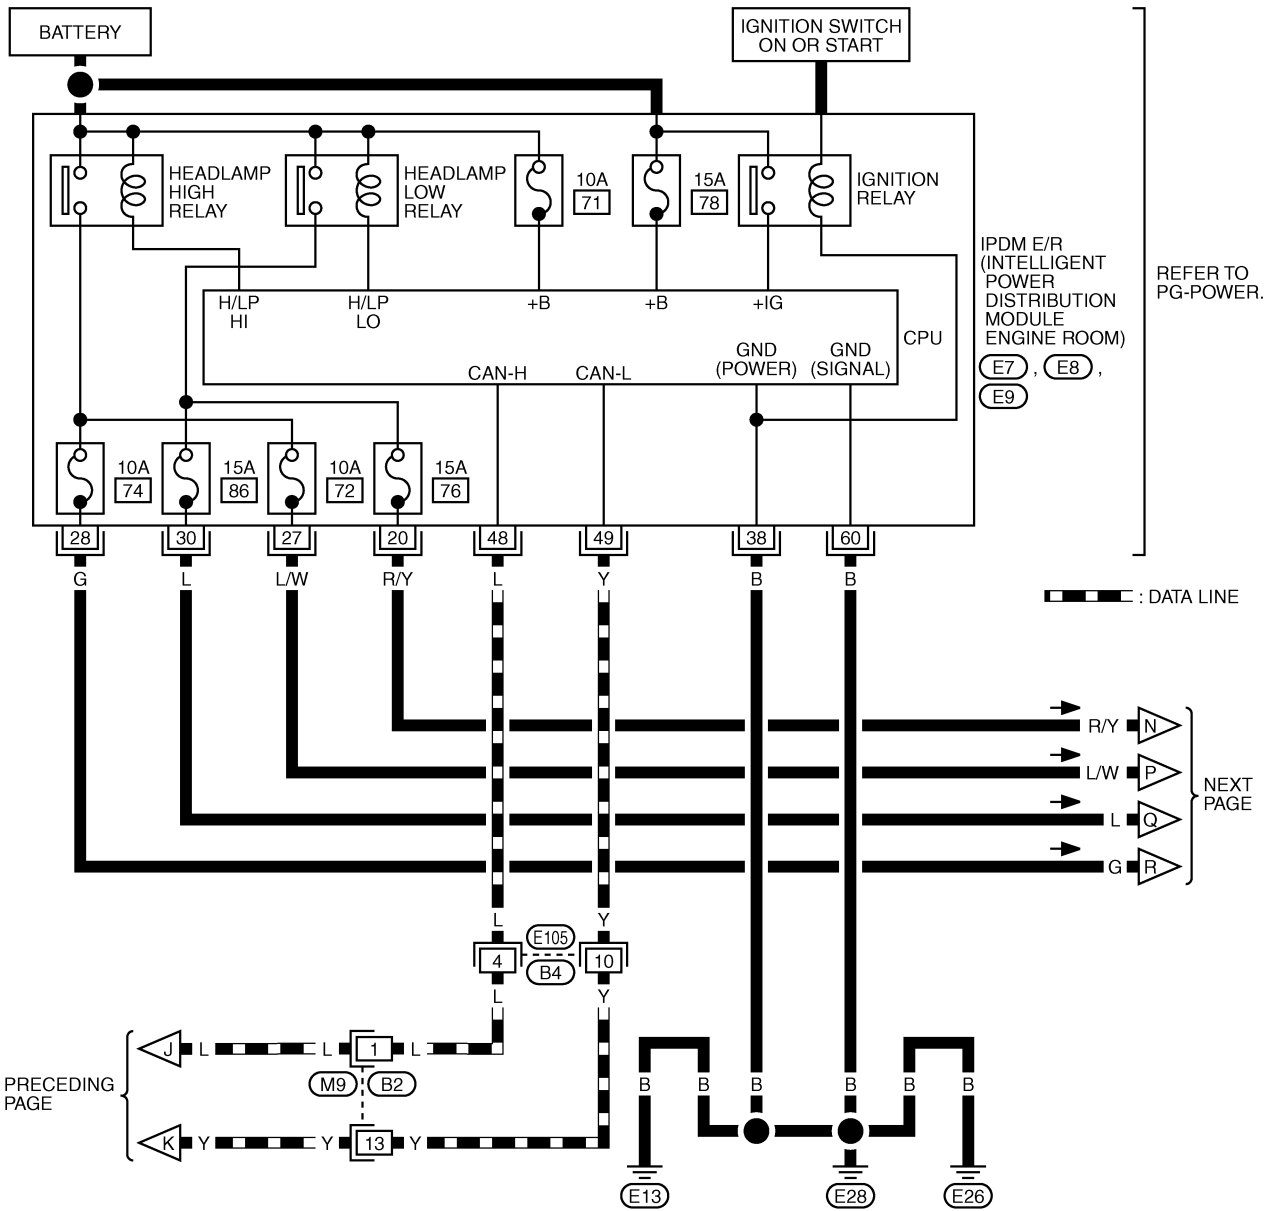 BATTERY
IGNITION SWITCH
ON OR START
HEADLAMP
HIGH
RELAY
HEADLAMP
LOW
RELAY
10A
71
15A
78
IGNITION
RELAY
IPDM E/R
(INTELLIGENT
POWER
DISTRIBUTION
MODULE
ENGINE ROOM)
E7 , E8 ,
E9
REFER TO
PG-POWER.
H/LP
HI
H/LP
LO
+B
+B
+IG
CPU
CAN-H
CAN-L
GND
(POWER)
GND
(SIGNAL)
10A
74
15A
86
10A
72
15A
76
28
30
27
20
48
49
38
60
G
L
L/W
R/Y
L
Y
B
B
: DATA LINE
R/Y
N
L/W
P
L
Q
G
R
NEXT
PAGE
L
Y
4
E105
B4
10
L
Y
PRECEDING
PAGE
J
L
L
1
L
M9
B2
K
Y
Y
13
Y
B
B
B
B
B
B
E13
E28
E26